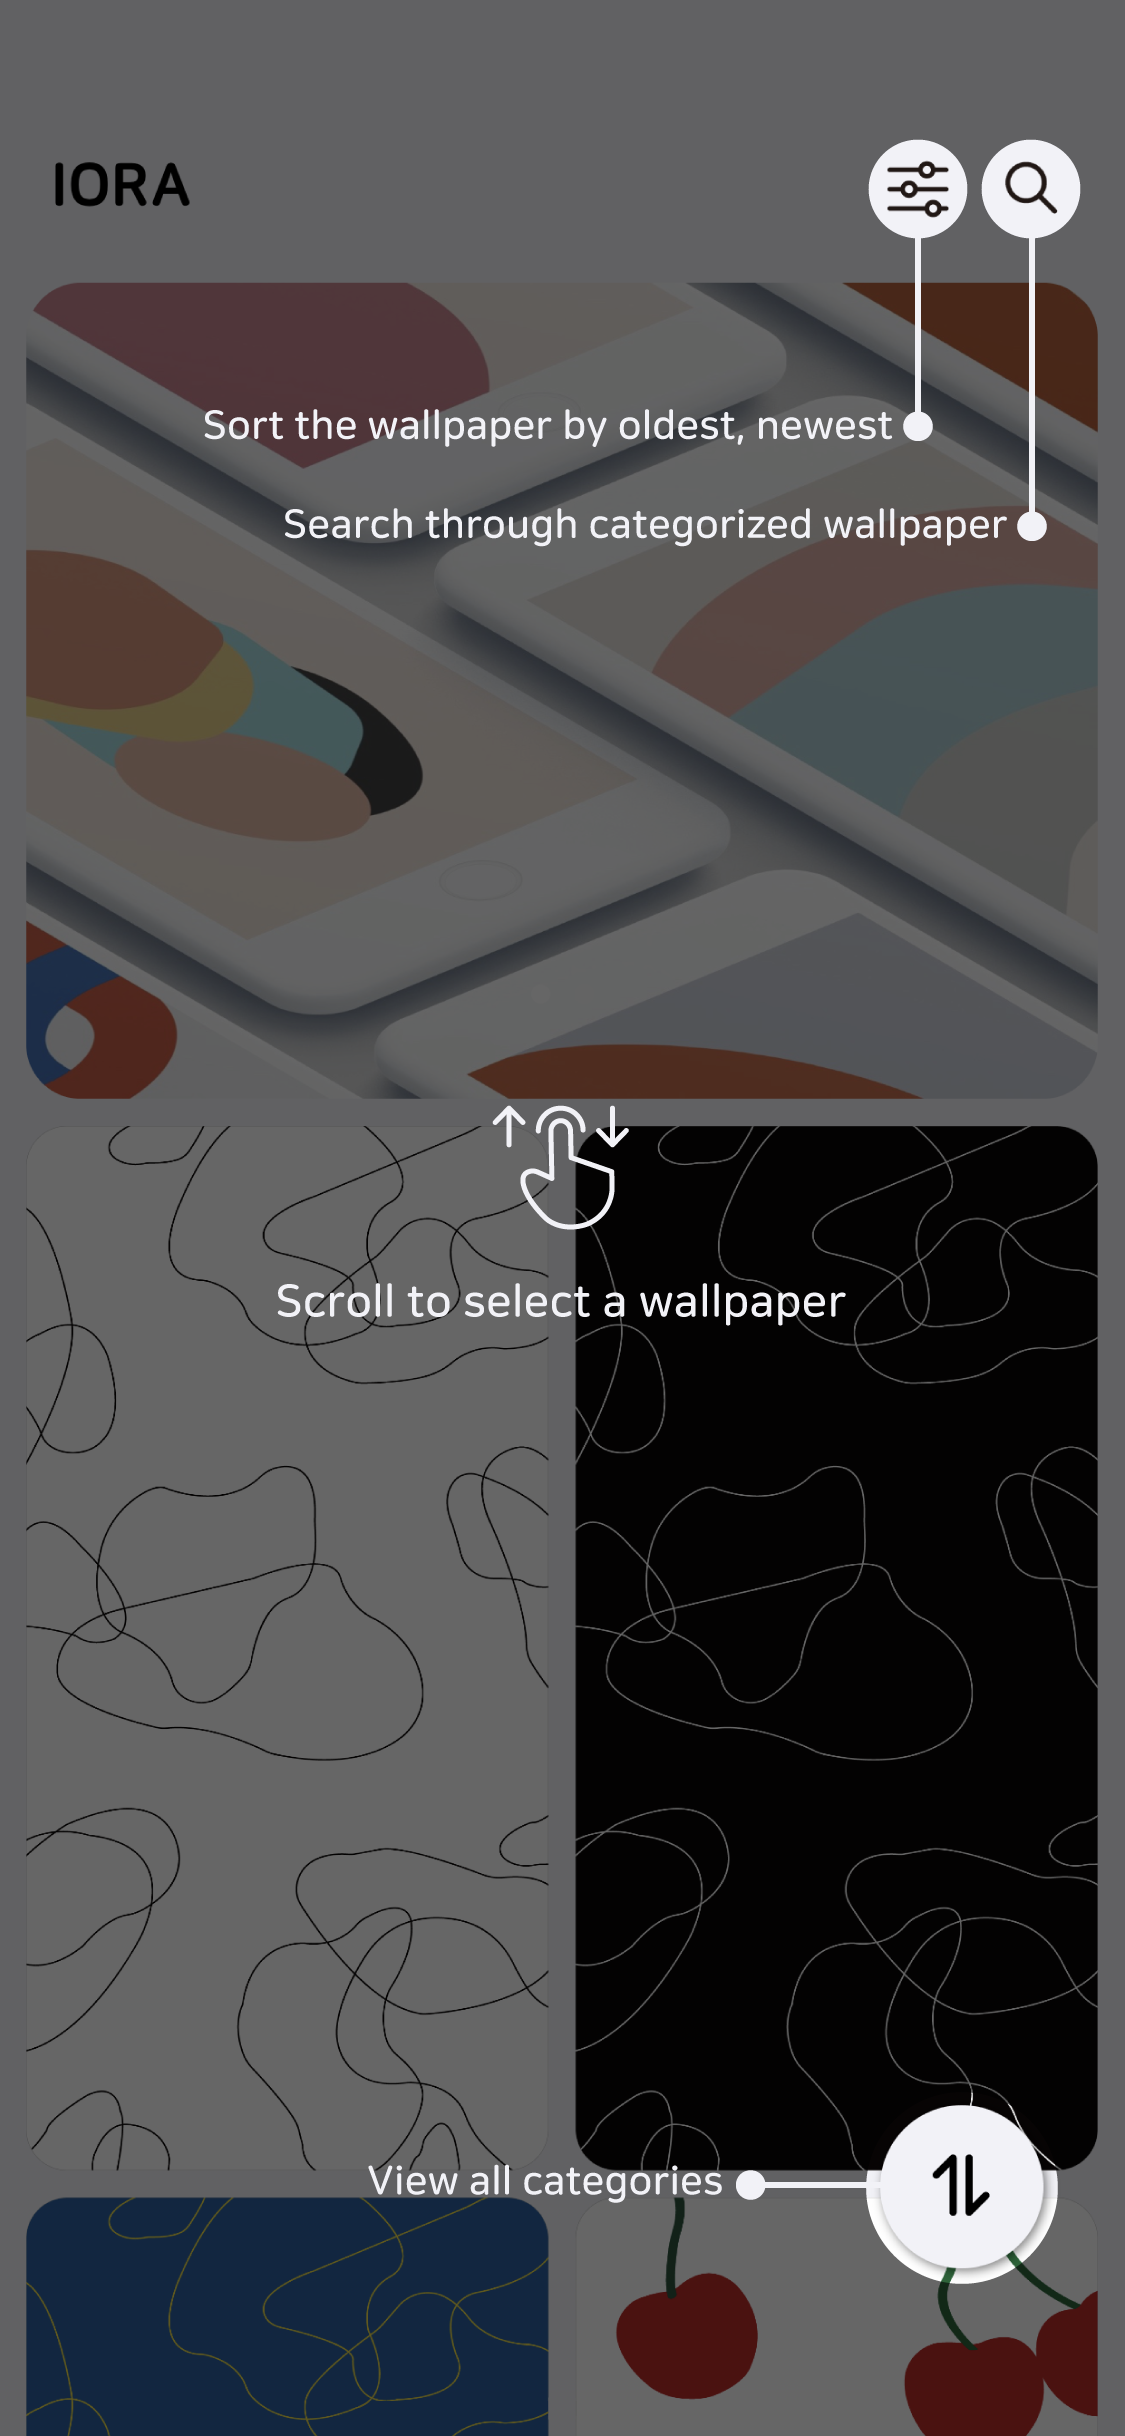 IORA
Sort the wallpaper by oldest, newest
Search through categorized wallpaper
Scroll to select a wallpaper
View all categories